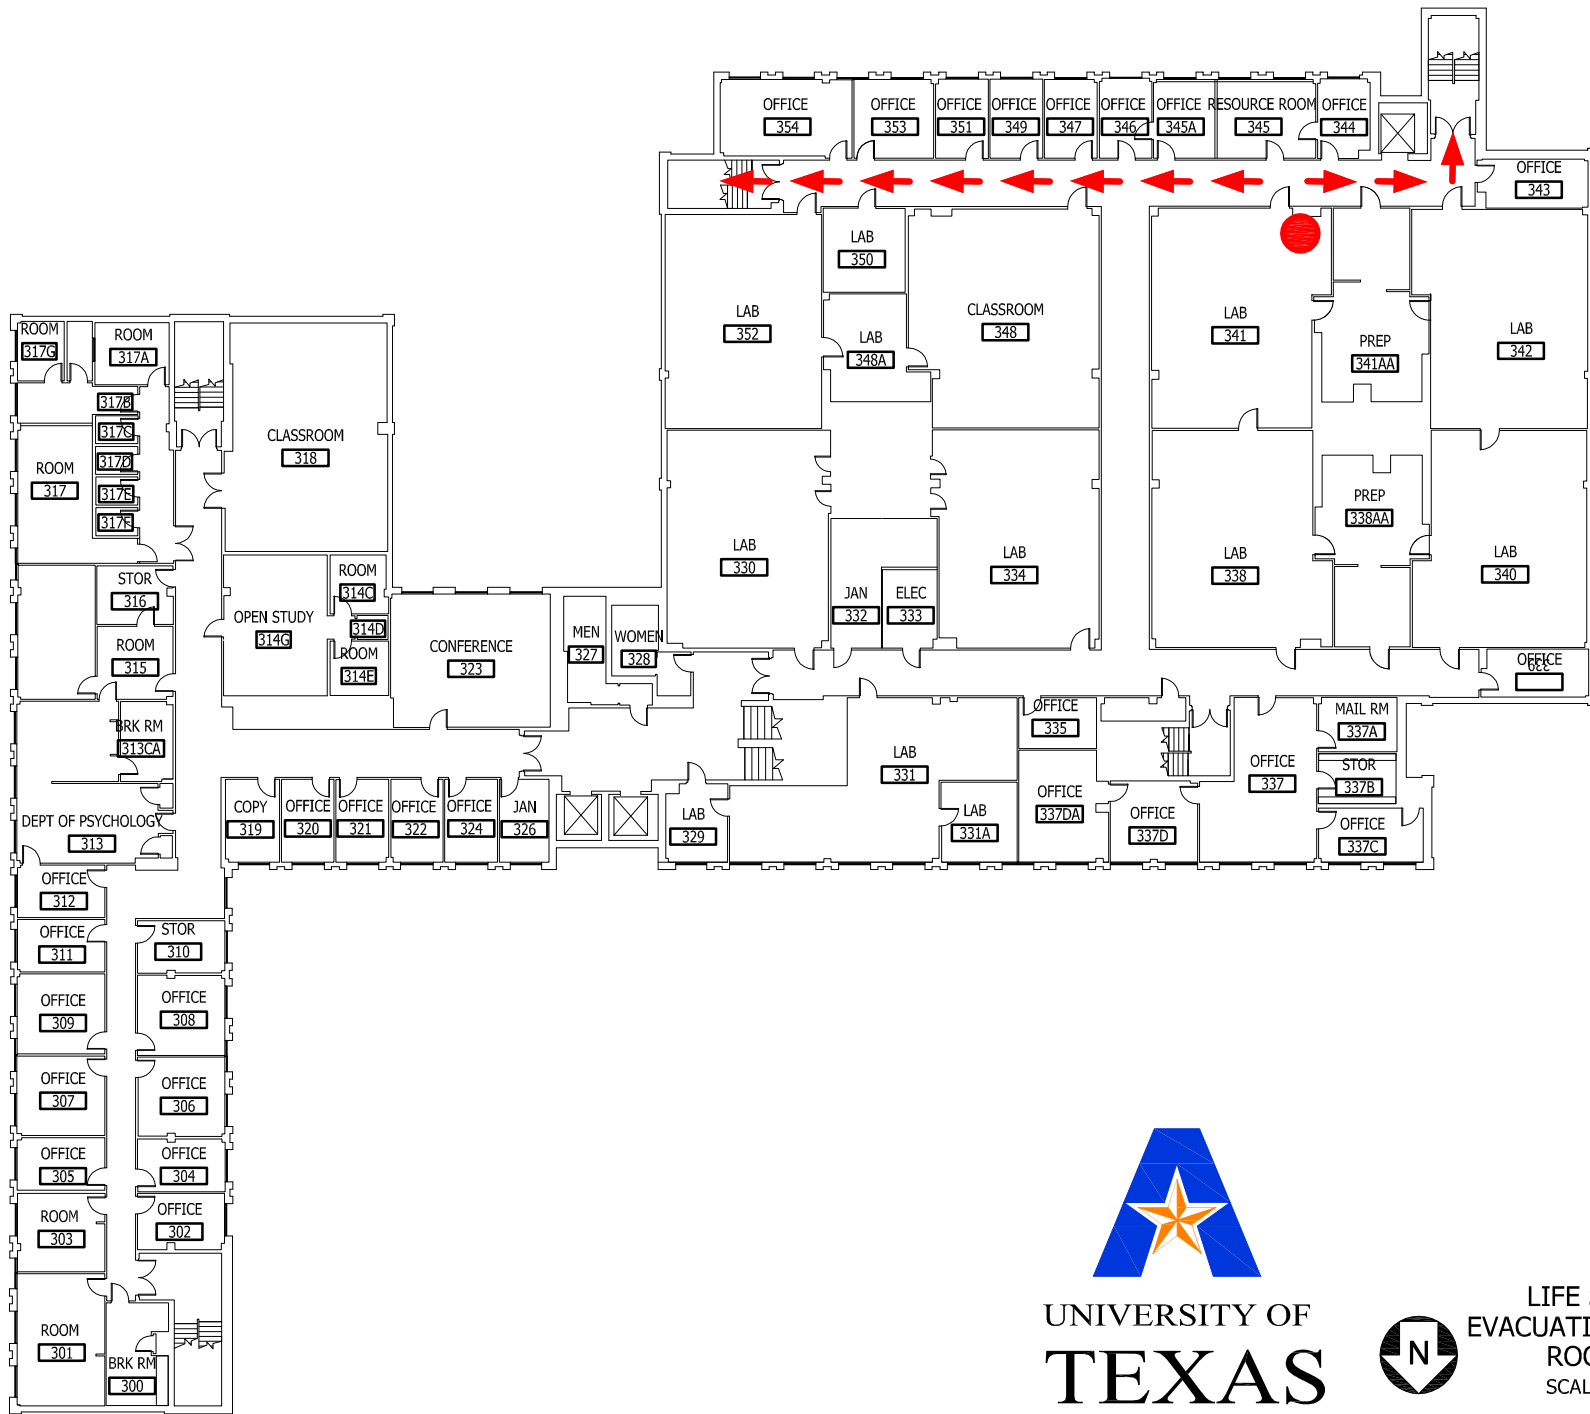 OFFICE
354
OFFICE
353
OFFICE
351
OFFICE
349
OFFICE
347
OFFICE
346
OFFICE
345A
RESOURCE ROOM
345
OFFICE
344
OFFICE
343
LAB
350
LAB
352
LAB
348A
CLASSROOM
348
LAB
341
PREP
341AA
LAB
342
ROOM
317G
ROOM
317A
317B
317C
317D
317E
317F
ROOM
317
CLASSROOM
318
LAB
330
LAB
334
JAN
332
ELEC
333
LAB
338
PREP
338AA
LAB
340
OFFICE
339
STOR
316
ROOM
315
OPEN STUDY
314G
ROOM
314C
314D
ROOM
314E
CONFERENCE
323
MEN
327
WOMEN
328
BRK RM
313CA
DEPT OF PSYCHOLOGY
313
COPY
319
OFFICE
320
OFFICE
321
OFFICE
322
OFFICE
324
JAN
326
LAB
329
LAB
331
LAB
331A
OFFICE
335
OFFICE
337DA
OFFICE
337D
OFFICE
337
MAIL RM
337A
STOR
337B
OFFICE
337C
OFFICE
312
OFFICE
311
STOR
310
OFFICE
309
OFFICE
308
OFFICE
307
OFFICE
306
OFFICE
305
OFFICE
304
ROOM
303
OFFICE
302
ROOM
301
BRK RM
300
UNIVERSITY OF
TEXAS
N
LIFE
EVACUATI
ROO
SCAL